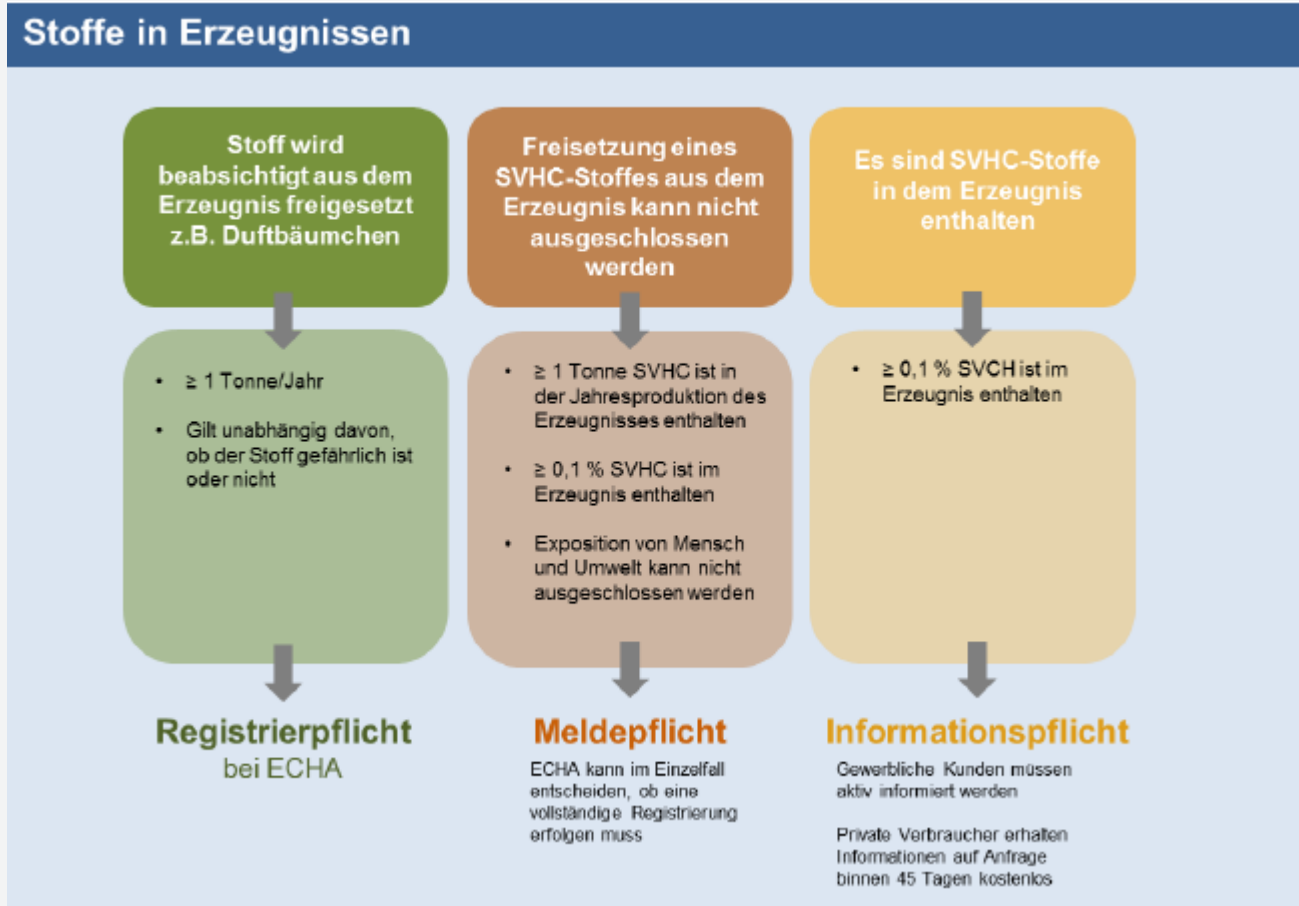 Stoffe in Erzeugnissen
Stoff wird
beabsichtigt aus dem
Erzeugnis freigesetzt
z.B. Duftbäumchen
• ≥ 1 Tonne/Jahr
• Gilt unabhängig davon,
ob der Stoff gefährlich ist
oder nicht
Registrierpflicht
bei ECHA
Freisetzung eines
SVHC-Stoffes aus dem
Erzeugnis kann nicht
ausgeschlossen
werden
• ≥ 1 Tonne SVHC ist in
der Jahresproduktion des
Erzeugnisses enthalten
• ≥ 0,1 % SVHC ist im
Erzeugnis enthalten
• Exposition von Mensch
und Umwelt kann nicht
ausgeschlossen werden
Meldepflicht
ECHA kann im Einzelfall
entscheiden, ob eine
vollständige Registrierung
erfolgen muss
Es sind SVHC-Stoffe
in dem Erzeugnis
enthalten
• ≥ 0,1 % SVCH ist im
Erzeugnis enthalten
Informationspflicht
Gewerbliche Kunden müssen
aktiv informiert werden
Private Verbraucher erhalten
Informationen auf Anfrage
binnen 45 Tagen kostenlos